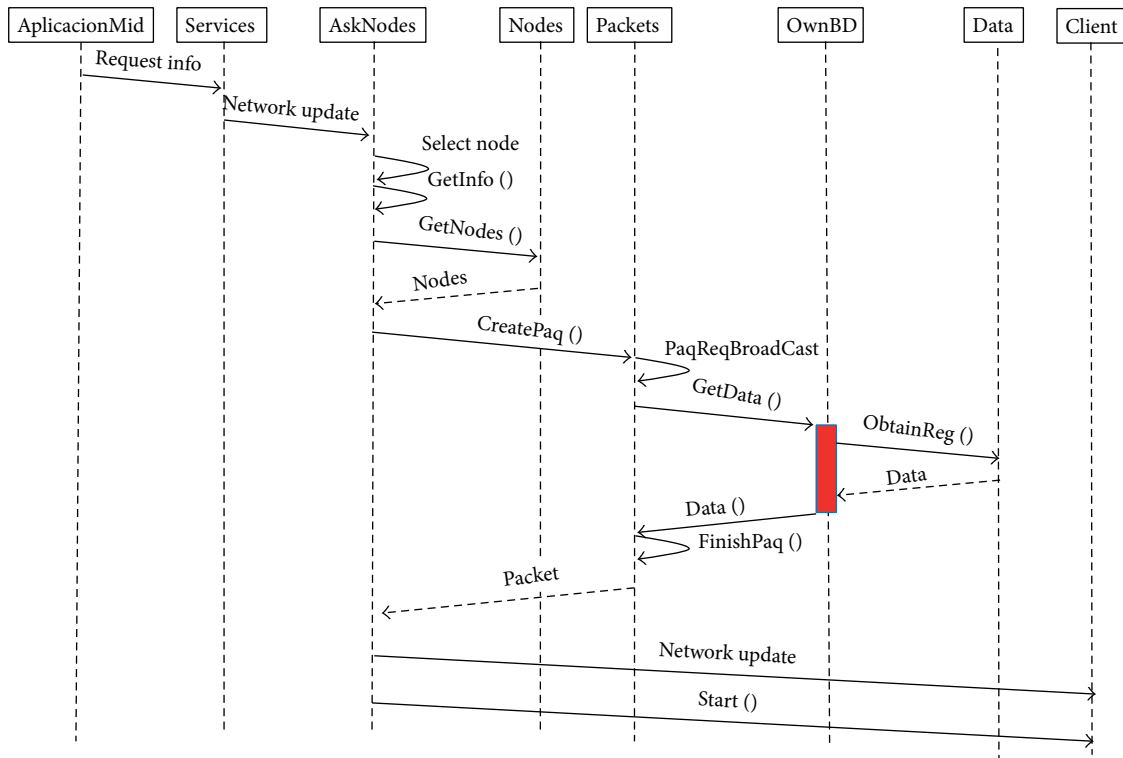 AplicacionMid
Services
AskNodes
Nodes
Packets
OwnBD
Data
Client
Request info
Network update
Select node
GetInfo ()
GetNodes ()
Nodes
CreatePaq ()
PaqReqBroadCast
GetData ()
ObtainReg ()
Data
Data ()
FinishPaq ()
Packet
Network update
Start ()